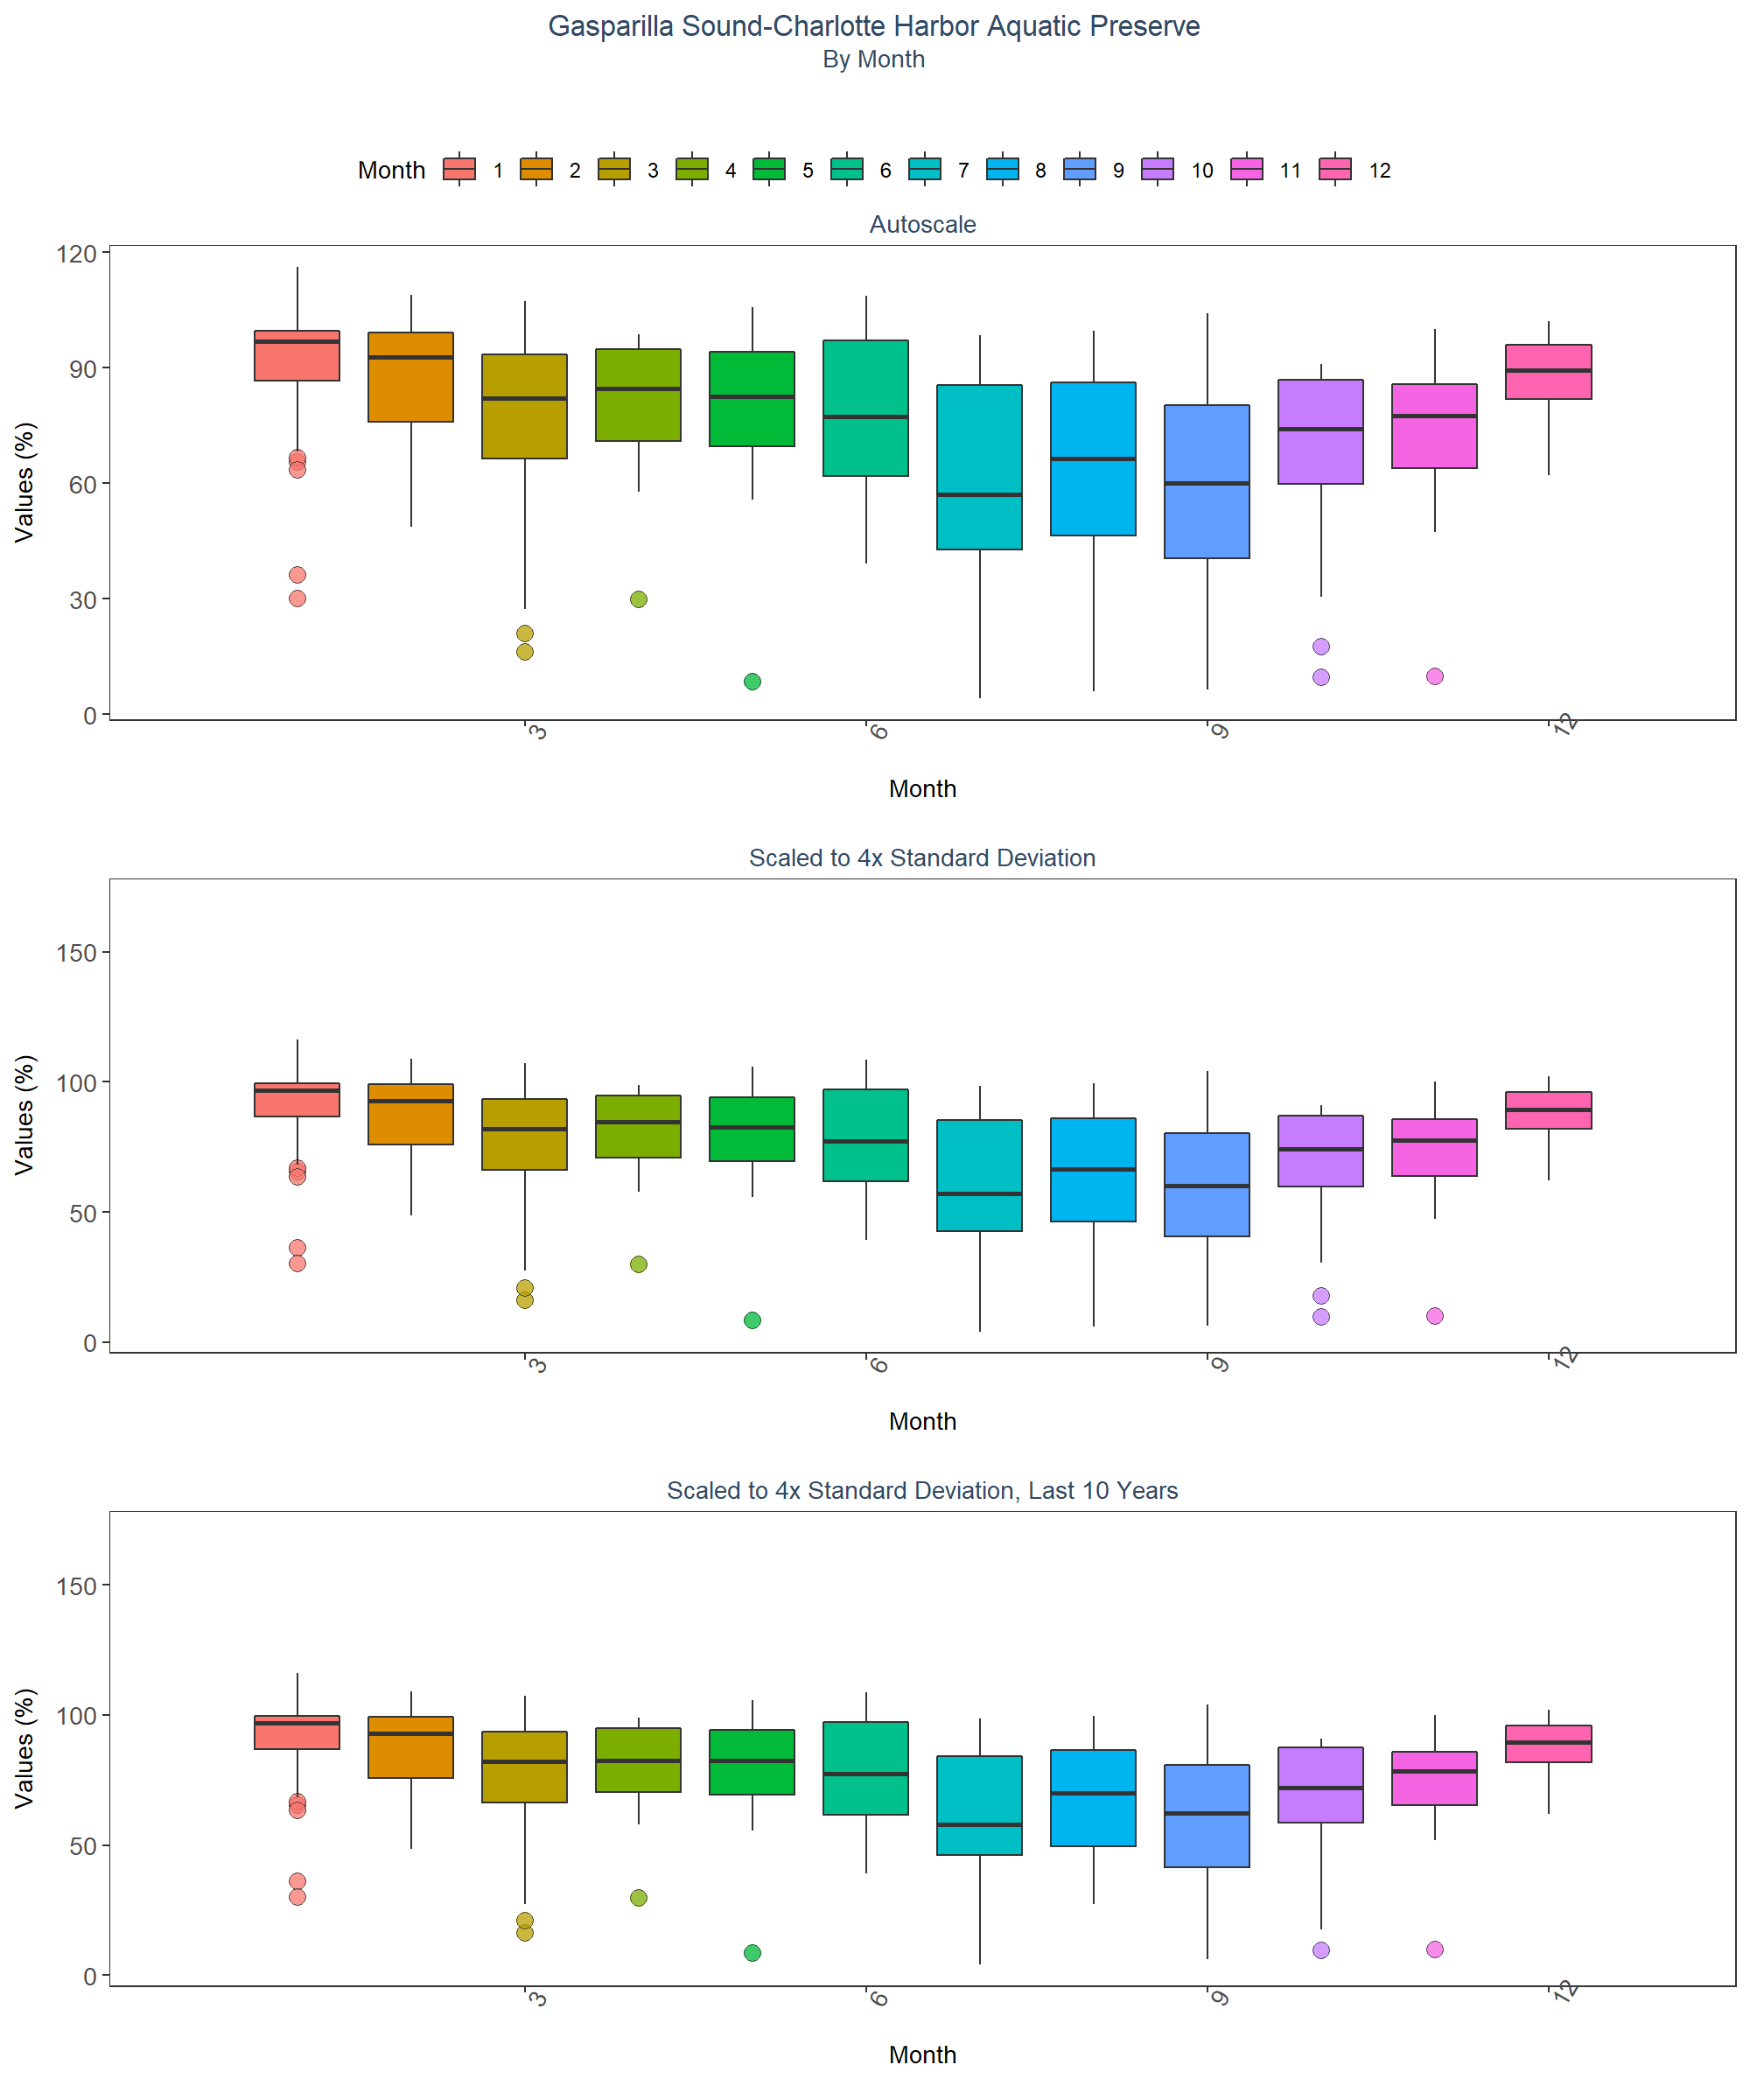 Gasparilla Sound-Charlotte Harbor Aquatic Preserve
By Month
Month 1 2 3 4 5 6 7 8 9 10 11 12
Autoscale
Values (%)
120
90
60
30
0
3 6 9 12
Month
Scaled to 4x Standard Deviation
Values (%)
150
100
50
0
3 6 9 12
Month
Scaled to 4x Standard Deviation, Last 10 Years
Values (%)
150
100
50
0
3 6 9 12
Month